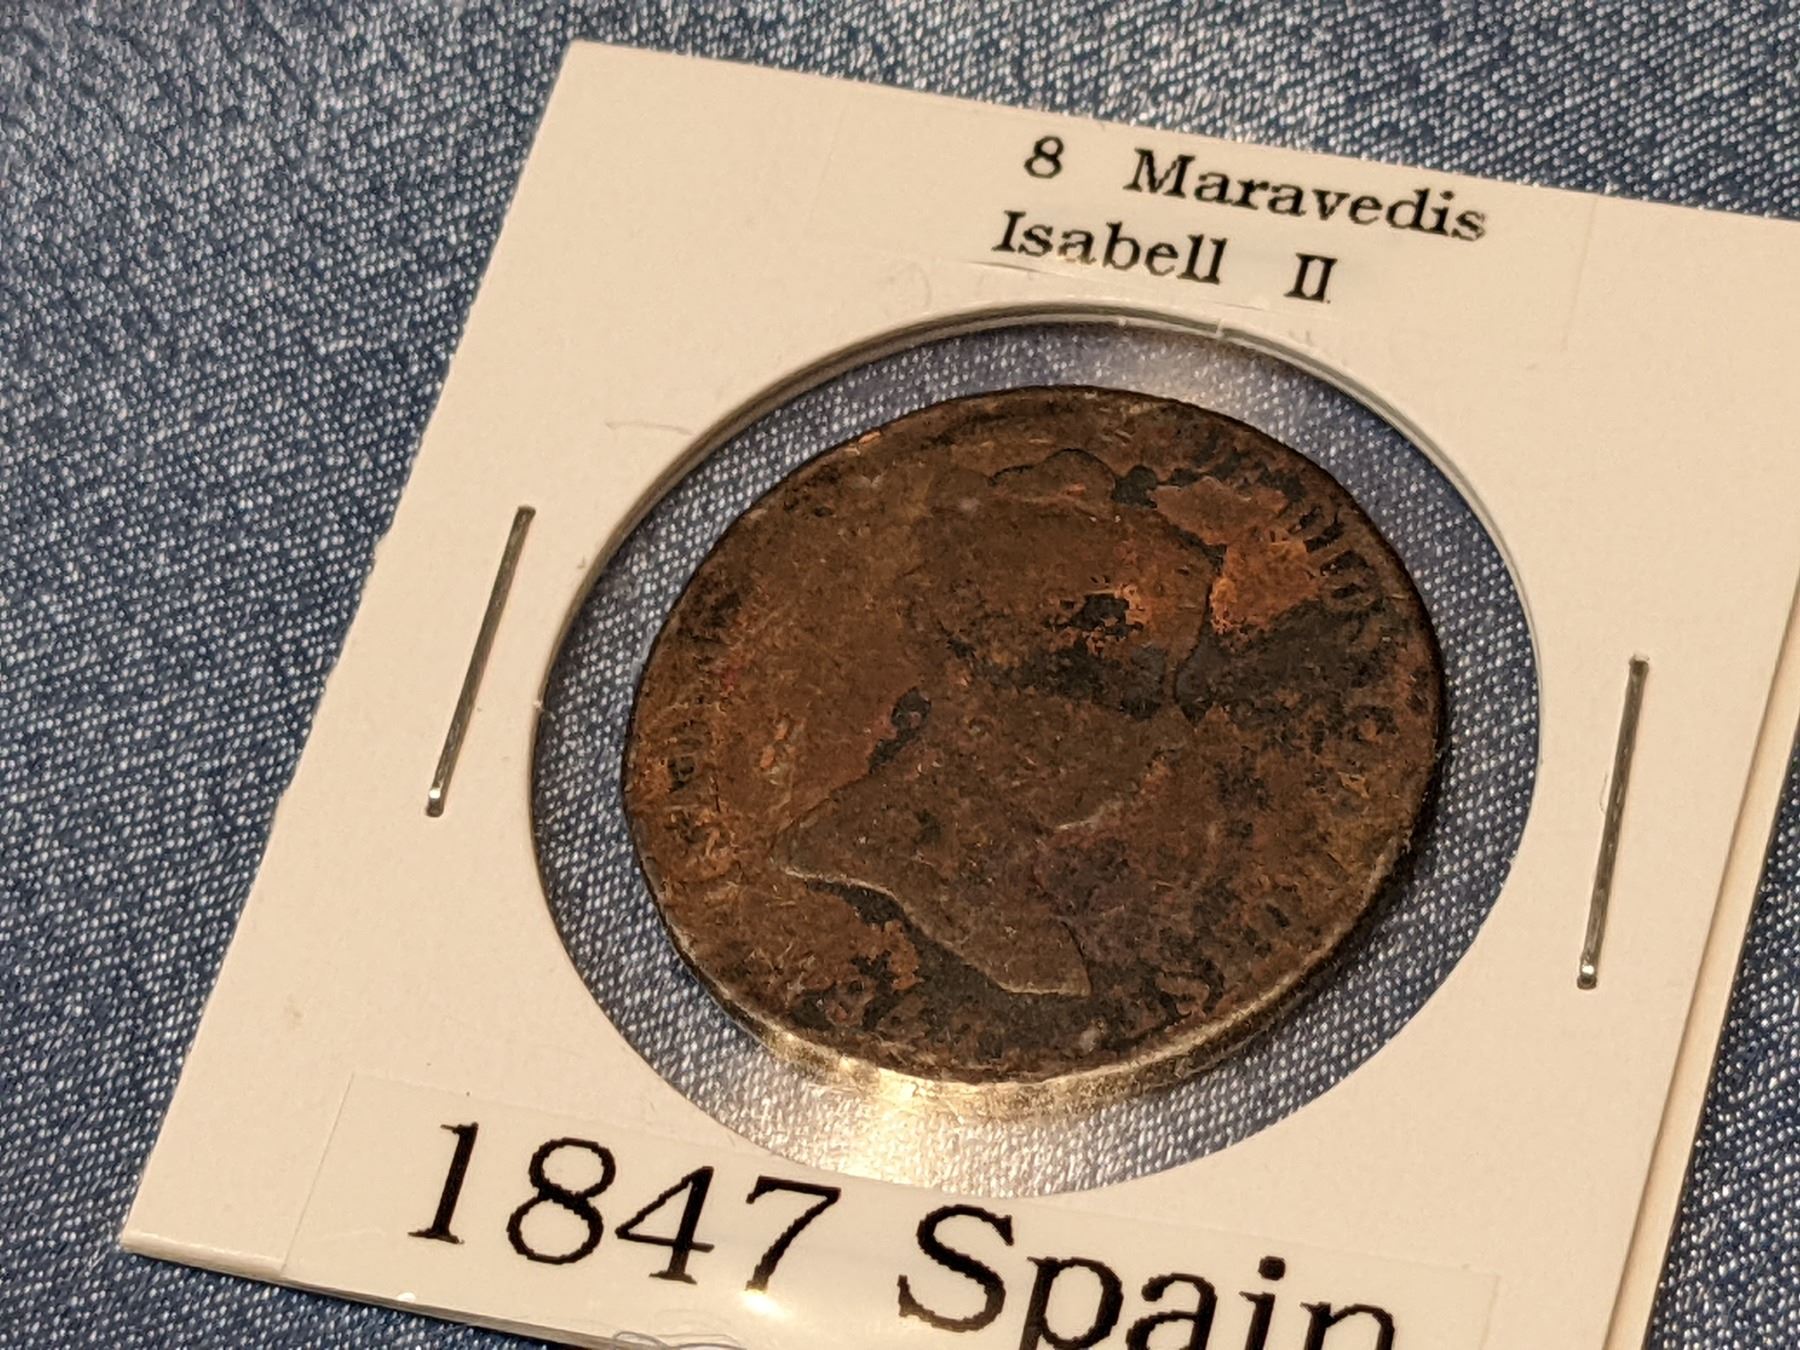 8 Maravedis
Isabell II
1847 Spain